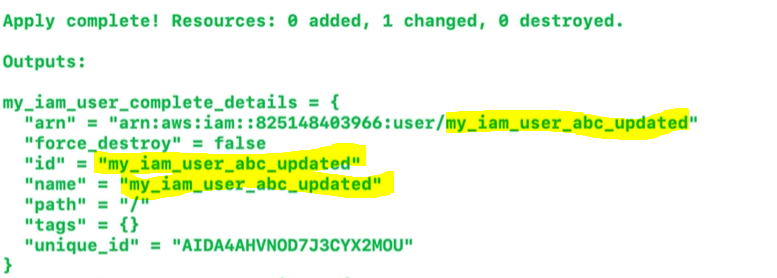 Apply complete! Resources: 0 added, 1 changed, 0 destroyed.
Outputs:
my_iam_user_complete_details = {
"arn" = "arn:aws:iam::825148403966:user/my_iam_user_abc_updated"
"force_destroy" = false
"id" = "my_iam_user_abc_updated"
"name" = "my_iam_user_abc_updated"
"path" = "/"
"tags" = {}
"unique_id" = "AIDA4AHVNOD7J3CYX2MOU"
}